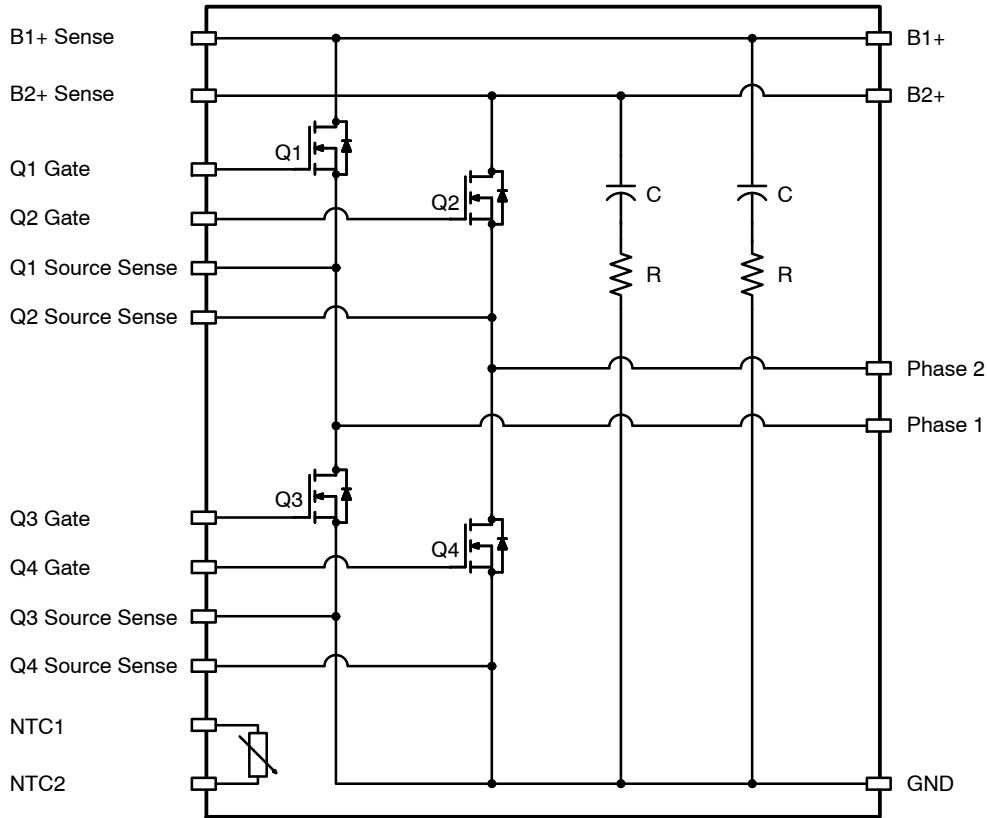 B1+ Sense
B1+
B2+ Sense
B2+
Q1
Q1 Gate
Q2
C
C
Q2 Gate
Q1 Source Sense
R
R
Q2 Source Sense
Phase 2
Phase 1
Q3
Q3 Gate
Q4
Q4 Gate
Q3 Source Sense
Q4 Source Sense
NTC1
NTC2
GND